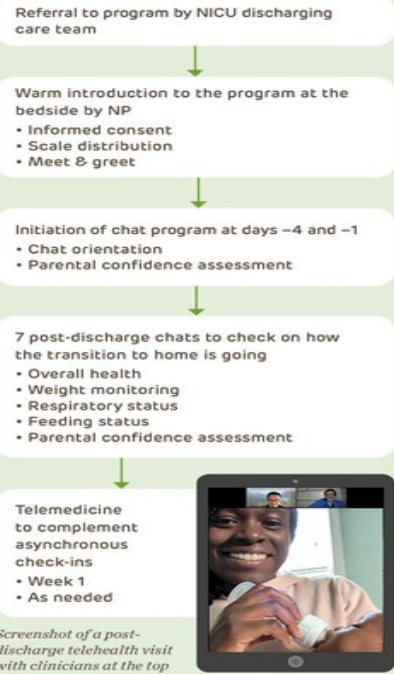 Referral to program by NICU discharging
care team
Warm introduction to the program at the
bedside by NP
• Informed consent
• Scale distribution
• Meet & greet
Initiation of chat program at days –4 and –1
• Chat orientation
• Parental confidence assessment
7 post-discharge chats to check on how
the transition to home is going
• Overall health
• Weight monitoring
• Respiratory status
• Feeding status
• Parental confidence assessment
Telemedicine
to complement
asynchronous
check-ins
• Week 1
• As needed
Screenshot of a post-
discharge telehealth visit
with clinicians at the top